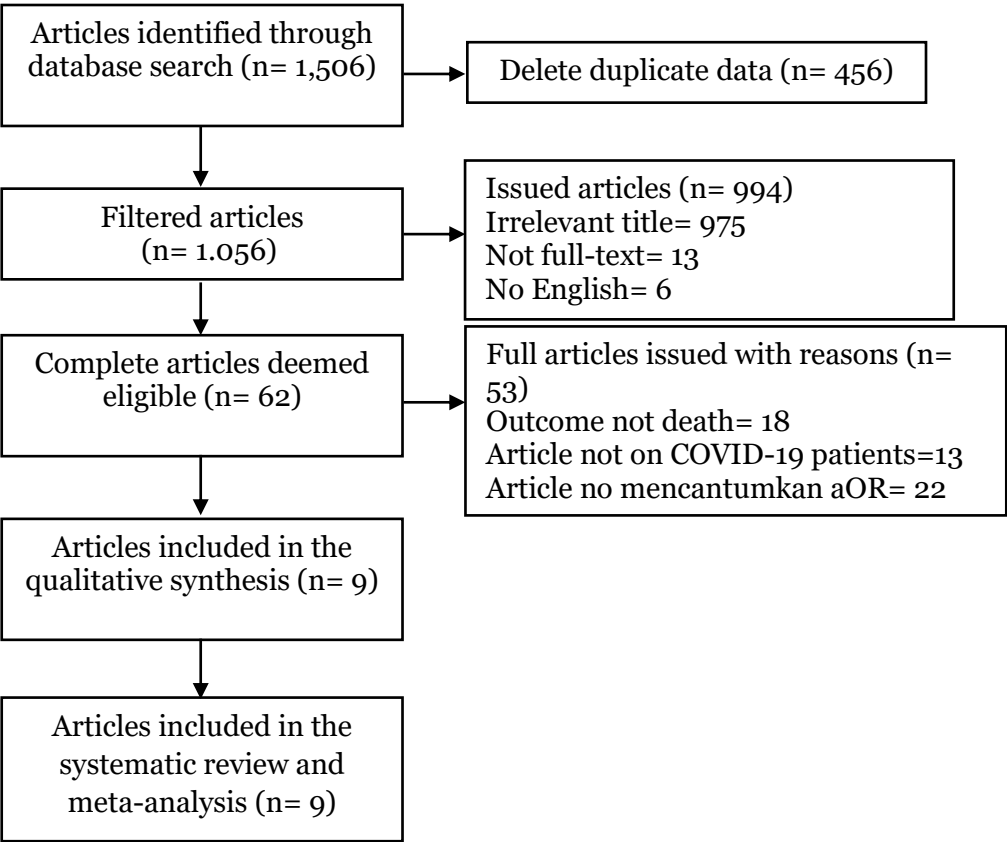 Articles identified through
database search (n= 1,506)
Delete duplicate data (n= 456)
Filtered articles
(n= 1.056)
Issued articles (n= 994)
Irrelevant title= 975
Not full-text= 13
No English= 6
Complete articles deemed
eligible (n= 62)
Full articles issued with reasons (n=
53)
Outcome not death= 18
Article not on COVID-19 patients=13
Article no mencantumkan aOR= 22
Articles included in the
qualitative synthesis (n= 9)
Articles included in the
systematic review and
meta-analysis (n= 9)